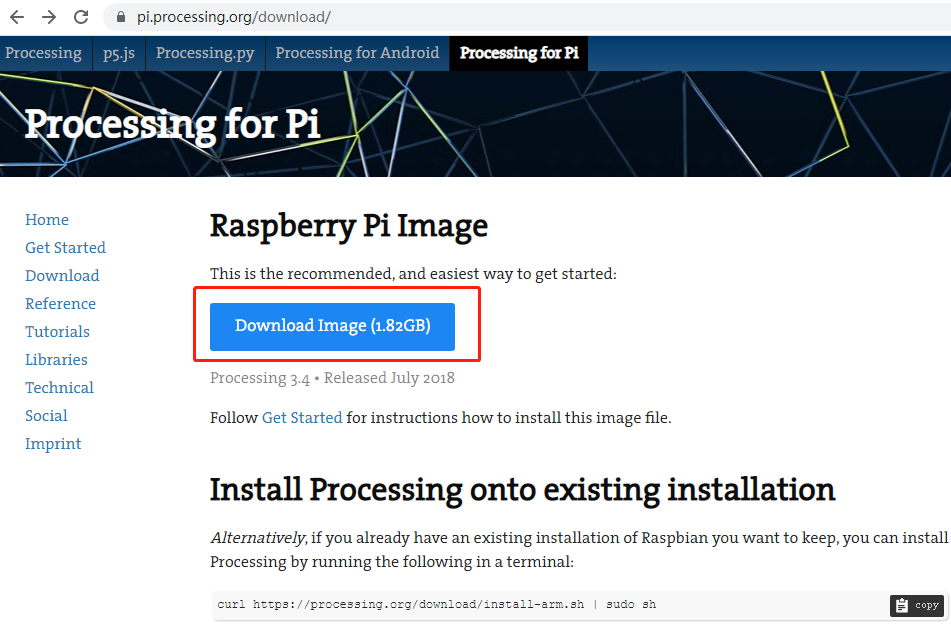 pi.processing.org/download/
Processing p5.js Processing.py Processing for Android Processing for Pi
Processing for Pi
Home
Get Started
Download
Reference
Tutorials
Libraries
Technical
Social
Imprint
Raspberry Pi Image
This is the recommended, and easiest way to get started:
Download Image (1.82GB)
Processing 3.4 • Released July 2018
Follow Get Started for instructions how to install this image file.
Install Processing onto existing installation
Alternatively, if you already have an existing installation of Raspbian you want to keep, you can install
Processing by running the following in a terminal:
curl https://processing.org/download/install-arm.sh | sudo sh
copy